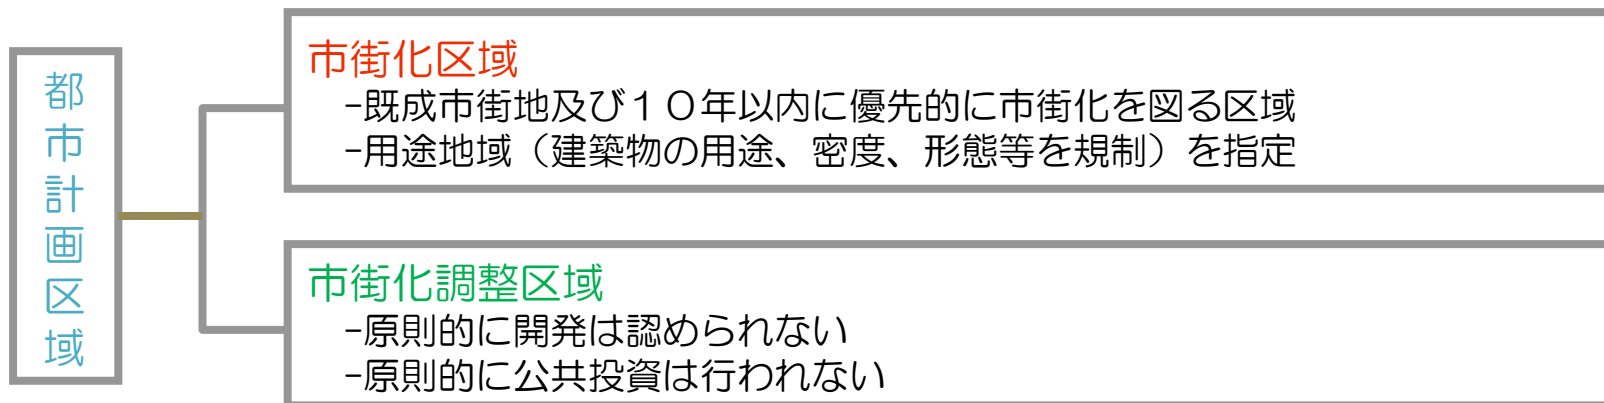 都市計画区域
市街化区域
-既成市街地及び１０年以内に優先的に市街化を図る区域
-用途地域（建築物の用途、密度、形態等を規制）を指定
市街化調整区域
-原則的に開発は認められない
-原則的に公共投資は行われない